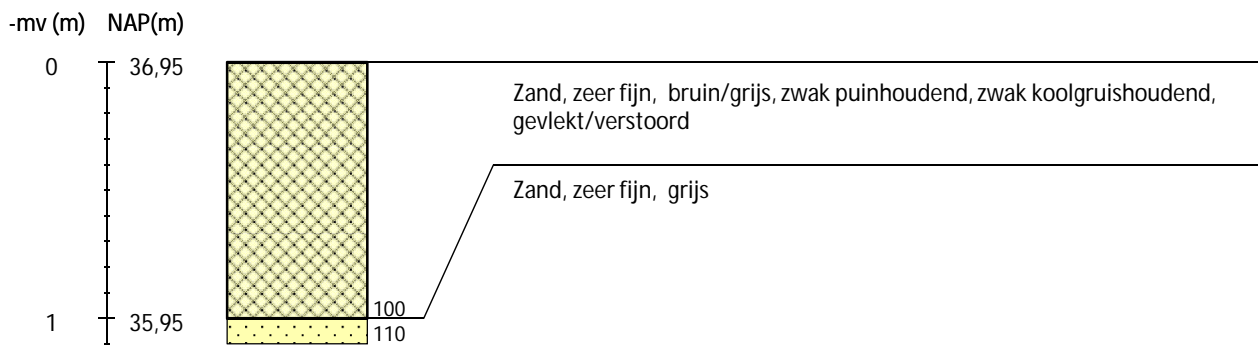 -mv (m) NAP(m)
0 36,95
Zand, zeer fijn, bruin/grijs, zwak puinhoudend, zwak koolgruishoudend,
gevlekt/verstoord
Zand, zeer fijn, grijs
100
1 35,95
110